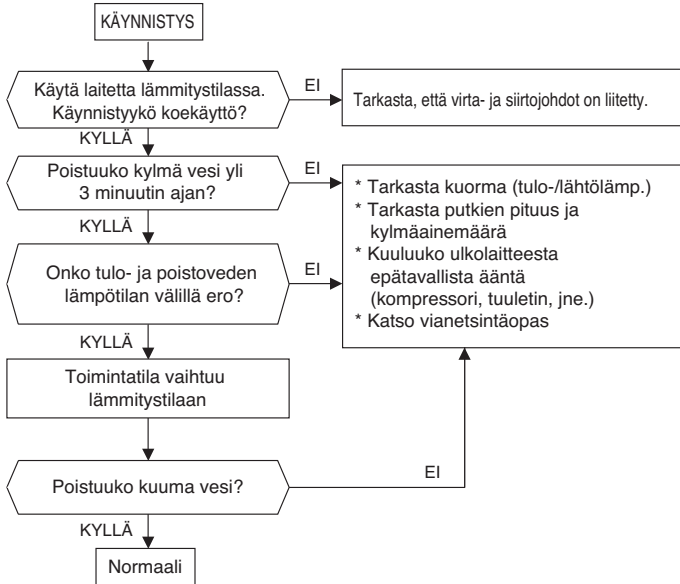 KÄYNNISTYS
Käytä laitetta lämmitystilassa.
Käynnistyykö koekäyttö?
EI
Tarkasta, että virta- ja siirtojohdot on liitetty.
KYLLÄ
Poistuuko kylmä vesi yli
3 minuutin ajan?
EI
* Tarkasta kuorma (tulo-/lähtölämp.)
* Tarkasta putkien pituus ja
kylmäainemäärä
* Kuuluuko ulkolaitteesta
epätavallista ääntä
(kompressori, tuuletin, jne.)
* Katso vianetsintäopas
KYLLÄ
Onko tulo- ja poistoveden
lämpötilan välillä ero?
EI
KYLLÄ
Toimintatila vaihtuu
lämmitystilaan
Poistuuko kuuma vesi?
EI
KYLLÄ
Normaali